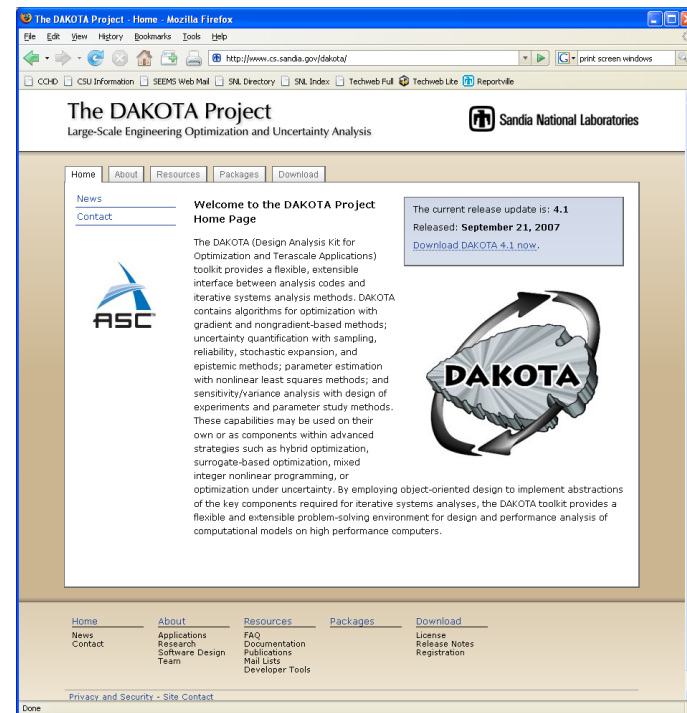 The DAKOTA Project - Home - Mozilla Firefox
File Edit View History Bookmarks Tools Help
http://www.cs.sandia.gov/dakota/ G print screen windows
CCHD CSU Information SEEMS Web Mail SNL Directory SNL Index Techweb Full Techweb Lite Reportville
The DAKOTA Project
Large-Scale Engineering Optimization and Uncertainty Analysis
Sandia National Laboratories
Home About Resources Packages Download
News
Contact
ASC
Welcome to the DAKOTA Project
Home Page
The DAKOTA (Design Analysis Kit for
Optimization and Terascale Applications)
toolkit provides a flexible, extensible
interface between analysis codes and
iterative systems analysis methods. DAKOTA
contains algorithms for optimization with
gradient and nongradient-based methods;
uncertainty quantification with sampling,
reliability, stochastic expansion, and
epistemic methods; parameter estimation
with nonlinear least squares methods; and
sensitivity/variance analysis with design of
experiments and parameter study methods.
These capabilities may be used on their
own or as components within advanced
strategies such as hybrid optimization,
surrogate-based optimization, mixed
integer nonlinear programming, or
optimization under uncertainty. By employing object-oriented design to implement abstractions
of the key components required for iterative systems analyses, the DAKOTA toolkit provides a
flexible and extensible problem-solving environment for design and performance analysis of
computational models on high performance computers.
The current release update is: 4.1
Released: September 21, 2007
Download DAKOTA 4.1 now.
DAKOTA
Home
News
Contact
About
Applications
Research
Software Design
Team
Resources
FAQ
Documentation
Publications
Mail Lists
Developer Tools
Packages
Download
License
Release Notes
Registration
Privacy and Security - Site Contact
Done